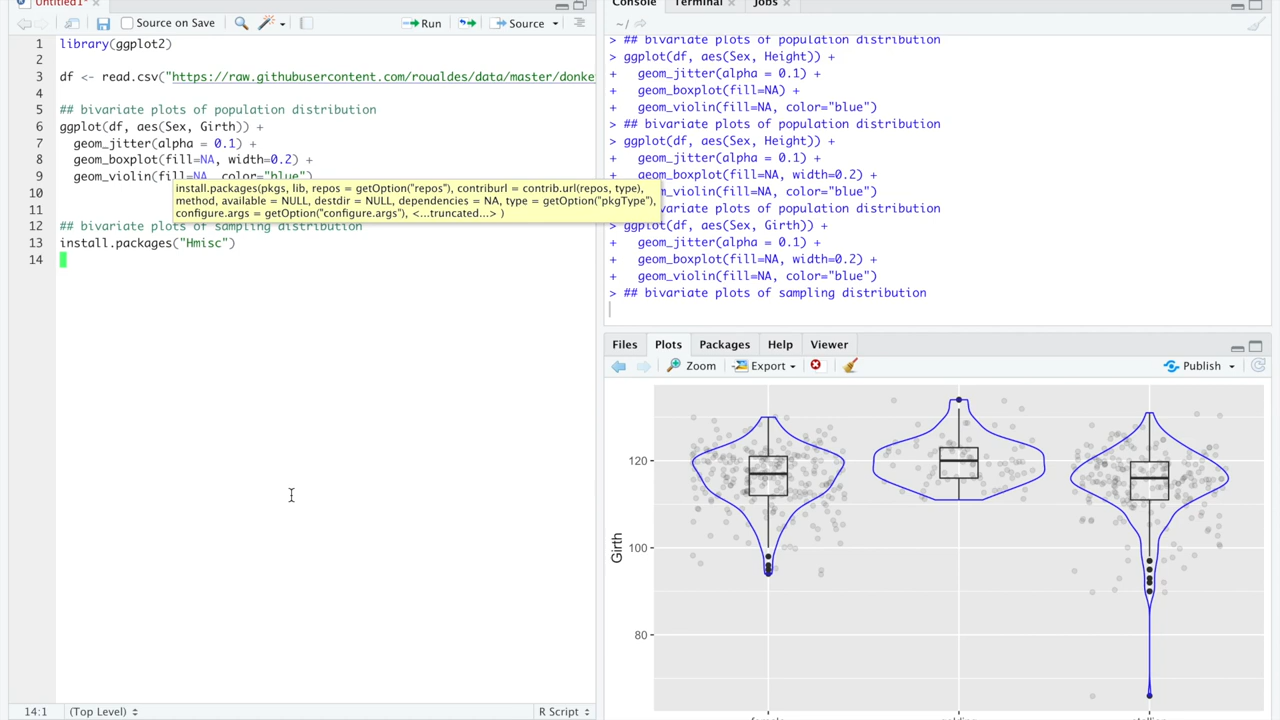 Untitled1*
Source on Save
Run
Source
1 library(ggplot2)
2
3 df <- read.csv("https://raw.githubusercontent.com/roualdes/data/master/donke
4
5 ## bivariate plots of population distribution
6 ggplot(df, aes(Sex, Girth)) +
7 geom_jitter(alpha = 0.1) +
8 geom_boxplot(fill=NA, width=0.2) +
9 geom_violin(fill=NA, color="blue")
10
11
install.packages(pkgs, lib, repos = getOption("repos"), contriburl = contrib.url(repos, type),
method, available = NULL, destdir = NULL, dependencies = NA, type = getOption("pkgType"),
configure.args = getOption("configure.args"), <...truncated...> )
12 ## bivariate plots of sampling distribution
13 install.packages("Hmisc")
14
14:1
(Top Level)
R Script
Console
Terminal
Jobs
~/
> ## bivariate plots of population distribution
> ggplot(df, aes(Sex, Height)) +
+ geom_jitter(alpha = 0.1) +
+ geom_boxplot(fill=NA) +
+ geom_violin(fill=NA, color="blue")
> ## bivariate plots of population distribution
> ggplot(df, aes(Sex, Height)) +
+ geom_jitter(alpha = 0.1) +
+ geom_boxplot(fill=NA, width=0.2) +
+ geom_violin(fill=NA, color="blue")
> ## bivariate plots of population distribution
> ggplot(df, aes(Sex, Girth)) +
+ geom_jitter(alpha = 0.1) +
+ geom_boxplot(fill=NA, width=0.2) +
+ geom_violin(fill=NA, color="blue")
> ## bivariate plots of sampling distribution
Files
Plots
Packages
Help
Viewer
Zoom
Export
Publish
Girth
120
100
80